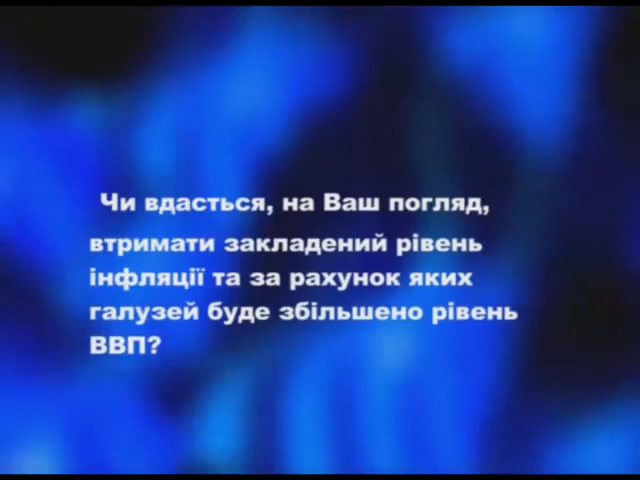 Чи вдасться, на Ваш погляд,
втримати закладений рівень
інфляції та за рахунок яких
галузей буде збільшено рівень
ВВП?